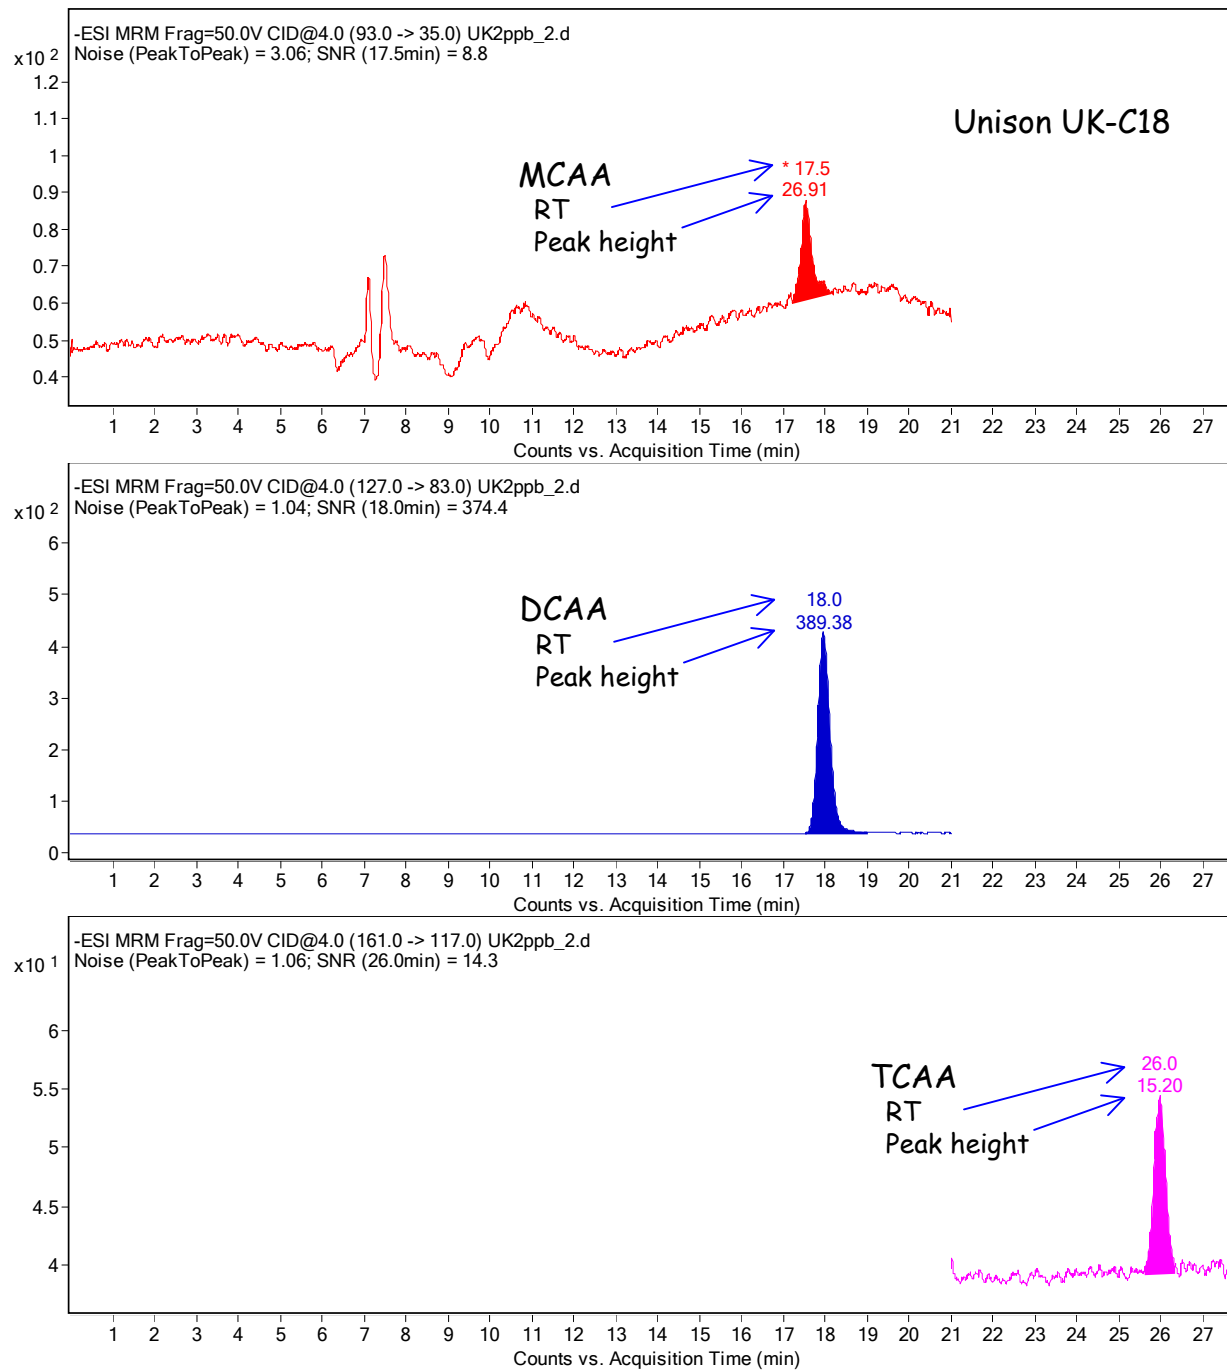 -ESI MRM Frag=50.0V CID@4.0 (93.0 -> 35.0) UK2ppb_2.d
Noise (PeakToPeak) = 3.06; SNR (17.5min) = 8.8
x10 2
1.2
1.1
1
0.9
0.8
0.7
0.6
0.5
0.4
Unison UK-C18
MCAA
RT
Peak height
* 17.5
26.91
1 2 3 4 5 6 7 8 9 10 11 12 13 14 15 16 17 18 19 20 21 22 23 24 25 26 27
Counts vs. Acquisition Time (min)
-ESI MRM Frag=50.0V CID@4.0 (127.0 -> 83.0) UK2ppb_2.d
Noise (PeakToPeak) = 1.04; SNR (18.0min) = 374.4
x10 2
6
5
4
3
2
1
0
DCAA
RT
Peak height
18.0
389.38
1 2 3 4 5 6 7 8 9 10 11 12 13 14 15 16 17 18 19 20 21 22 23 24 25 26 27
Counts vs. Acquisition Time (min)
-ESI MRM Frag=50.0V CID@4.0 (161.0 -> 117.0) UK2ppb_2.d
Noise (PeakToPeak) = 1.06; SNR (26.0min) = 14.3
x10 1
6
5.5
5
4.5
4
TCAA
RT
Peak height
26.0
15.20
1 2 3 4 5 6 7 8 9 10 11 12 13 14 15 16 17 18 19 20 21 22 23 24 25 26 27
Counts vs. Acquisition Time (min)